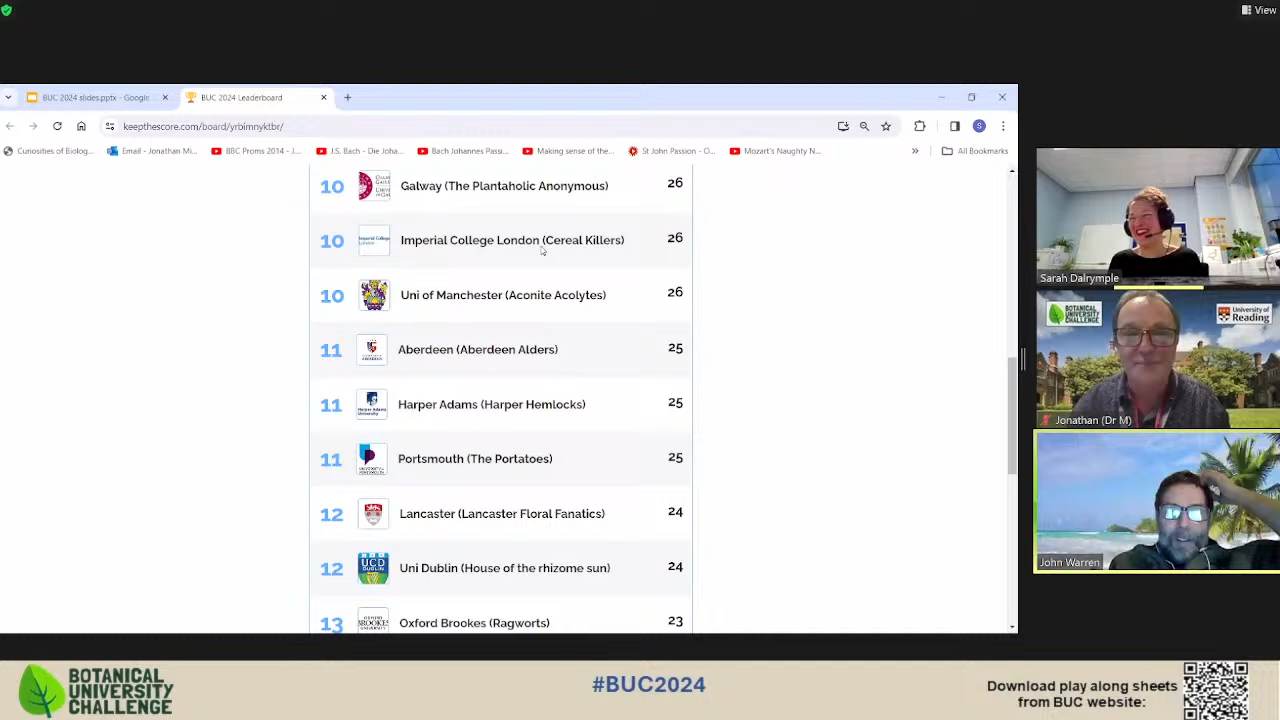 View
BUC 2024 slides.pptx - Google
BUC 2024 Leaderboard
keepthescore.com/board/yrbimnyktbr/
S
Curiosities of Biolog...
Email - Jonathan Mi...
BBC Proms 2014 - J...
J.S. Bach - Die Joha...
Bach Johannes Passi...
Making sense of the...
St John Passion - O...
Mozart's Naughty N...
»
All Bookmarks
10 Galway (The Plantaholic Anonymous) 26
10 Imperial College London (Cereal Killers) 26
10 Uni of Manchester (Aconite Acolytes) 26
11 Aberdeen (Aberdeen Alders) 25
11 Harper Adams (Harper Hemlocks) 25
11 Portsmouth (The Portatoes) 25
12 Lancaster (Lancaster Floral Fanatics) 24
12 UCD DUBLIN Uni Dublin (House of the rhizome sun) 24
13 Oxford Brookes (Ragworts) 23
Sarah Dalrymple
BOTANICAL UNIVERSITY CHALLENGE
University of Reading
Jonathan (Dr M)
John Warren
BOTANICAL
UNIVERSITY
CHALLENGE
#BUC2024
Download play along sheets
from BUC website: